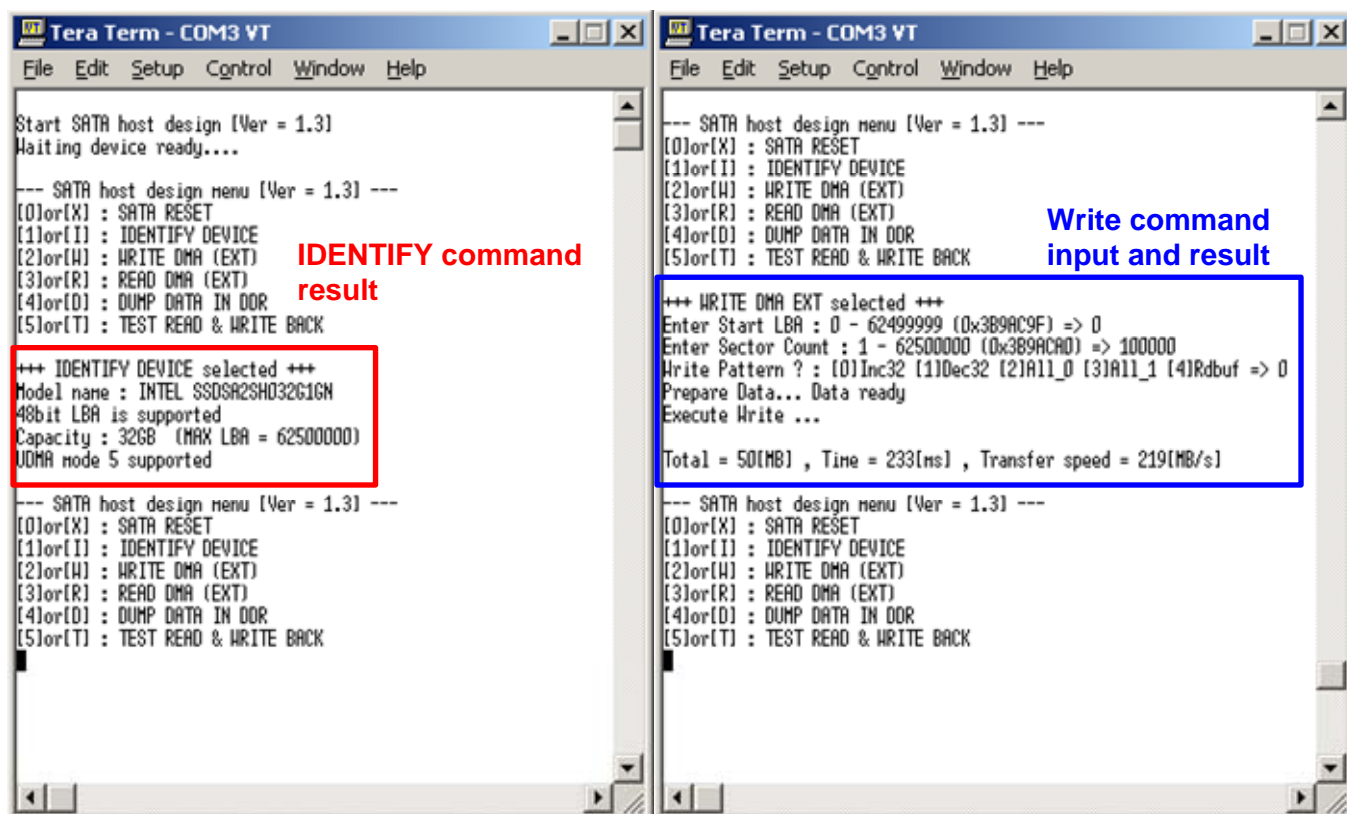 Tera Term - COM3 VT
File Edit Setup Control Window Help
Start SATA host design [Ver = 1.3]
Waiting device ready....
--- SATA host design menu [Ver = 1.3] ---
[0]or[X] : SATA RESET
[1]or[I] : IDENTIFY DEVICE
[2]or[W] : WRITE DMA (EXT)
[3]or[R] : READ DMA (EXT)
[4]or[D] : DUMP DATA IN DDR
[5]or[T] : TEST READ & WRITE BACK
IDENTIFY command
result
+++ IDENTIFY DEVICE selected +++
Model name : INTEL SSDSA2SH032G1GN
48bit LBA is supported
Capacity : 32GB (MAX LBA = 62500000)
UDMA mode 5 supported
--- SATA host design menu [Ver = 1.3] ---
[0]or[X] : SATA RESET
[1]or[I] : IDENTIFY DEVICE
[2]or[W] : WRITE DMA (EXT)
[3]or[R] : READ DMA (EXT)
[4]or[D] : DUMP DATA IN DDR
[5]or[T] : TEST READ & WRITE BACK
Tera Term - COM3 VT
File Edit Setup Control Window Help
--- SATA host design menu [Ver = 1.3] ---
[0]or[X] : SATA RESET
[1]or[I] : IDENTIFY DEVICE
[2]or[W] : WRITE DMA (EXT)
[3]or[R] : READ DMA (EXT)
[4]or[D] : DUMP DATA IN DDR
[5]or[T] : TEST READ & WRITE BACK
Write command
input and result
+++ WRITE DMA EXT selected +++
Enter Start LBA : 0 - 62499999 (0x3B9AC9F) => 0
Enter Sector Count : 1 - 62500000 (0x3B9ACA0) => 100000
Write Pattern ? : [0]Inc32 [1]Dec32 [2]All_0 [3]All_1 [4]Rdbuf => 0
Prepare Data... Data ready
Execute Write ...
Total = 50[MB] , Time = 233[ms] , Transfer speed = 219[MB/s]
--- SATA host design menu [Ver = 1.3] ---
[0]or[X] : SATA RESET
[1]or[I] : IDENTIFY DEVICE
[2]or[W] : WRITE DMA (EXT)
[3]or[R] : READ DMA (EXT)
[4]or[D] : DUMP DATA IN DDR
[5]or[T] : TEST READ & WRITE BACK